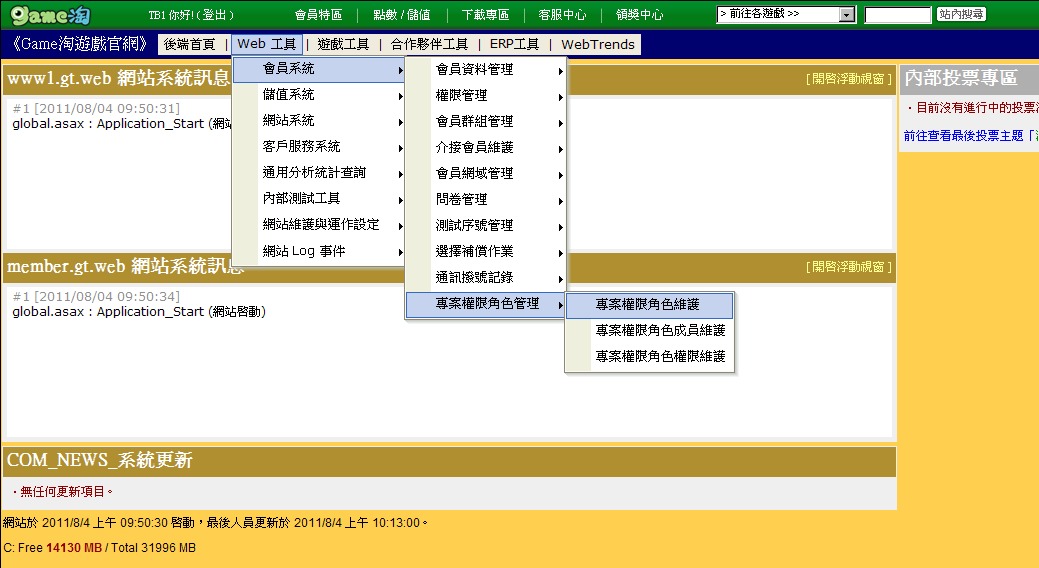 Game淘
TB1 你好! ( 登出 )
會員特區 | 點數 / 儲值 | 下載專區 | 客服中心 | 領獎中心
> 前往各遊戲 >>
站內搜尋
《Game淘遊戲官網》 後端首頁 | Web 工具 | 遊戲工具 | 合作夥伴工具 | ERP工具 | WebTrends
www1.gt.web 網站系統訊息
[ 開啓浮動視窗 ]
#1 [2011/08/04 09:50:31]
global.asax : Application_Start (網站
會員系統
儲值系統
網站系統
客戶服務系統
通用分析統計查詢
內部測試工具
網站維護與運作設定
網站 Log 事件
會員資料管理
權限管理
會員群組管理
介接會員維護
會員網域管理
問卷管理
測試序號管理
選擇補償作業
通訊撥號記錄
專案權限角色管理
專案權限角色維護
專案權限角色成員維護
專案權限角色權限維護
內部投票專區
‧目前沒有進行中的投票
前往查看最後投票主題「
member.gt.web 網站系統訊息
[ 開啓浮動視窗 ]
#1 [2011/08/04 09:50:34]
global.asax : Application_Start (網站啓動)
COM_NEWS_系統更新
‧無任何更新項目。
網站於 2011/8/4 上午 09:50:30 啓動，最後人員更新於 2011/8/4 上午 10:13:00。
C: Free 14130 MB / Total 31996 MB